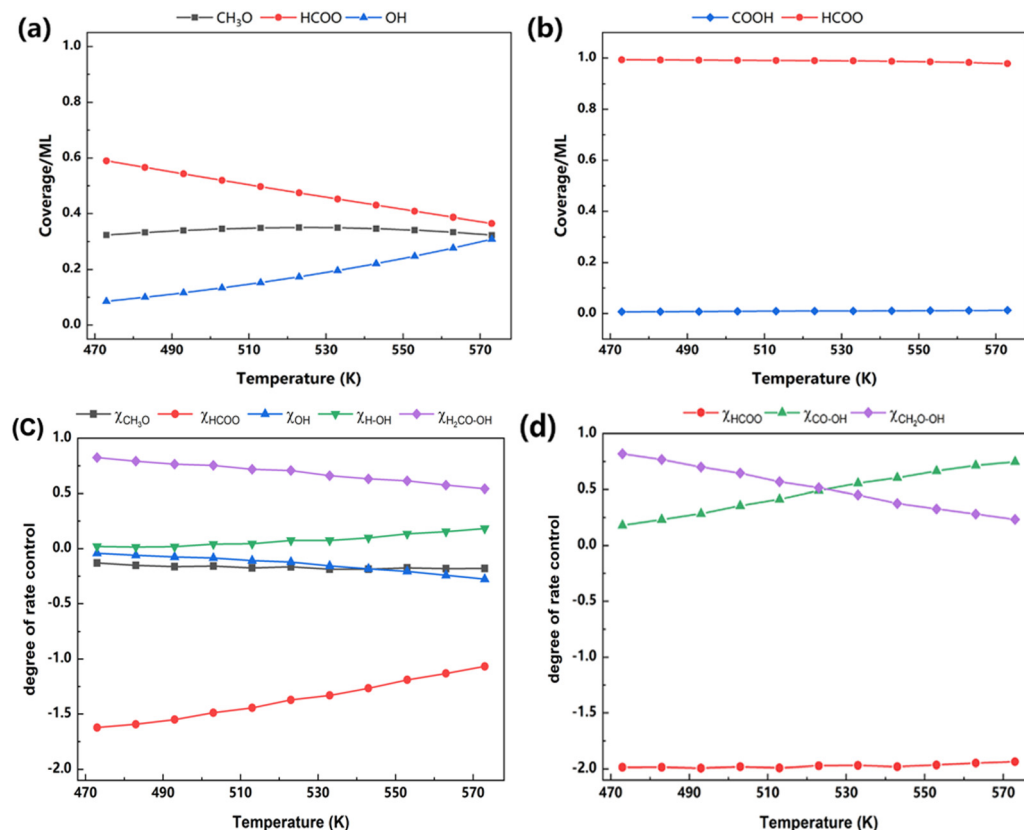 (a)
CH₃O HCOO OH
Coverage/ML
1.0
0.8
0.6
0.4
0.2
0.0
470 490 510 530 550 570
Temperature (K)
(b)
COOH HCOO
Coverage/ML
1.0
0.8
0.6
0.4
0.2
0.0
470 490 510 530 550 570
Temperature (K)
(C)
χCH₃O χHCOO χOH χH-OH χH₂CO-OH
degree of rate control
1.0
0.5
0.0
-0.5
-1.0
-1.5
-2.0
470 490 510 530 550 570
Temperature (K)
(d)
χHCOO χCO-OH χCH₂O-OH
degree of rate control
1.0
0.5
0.0
-0.5
-1.0
-1.5
-2.0
470 490 510 530 550 570
Temperature (K)